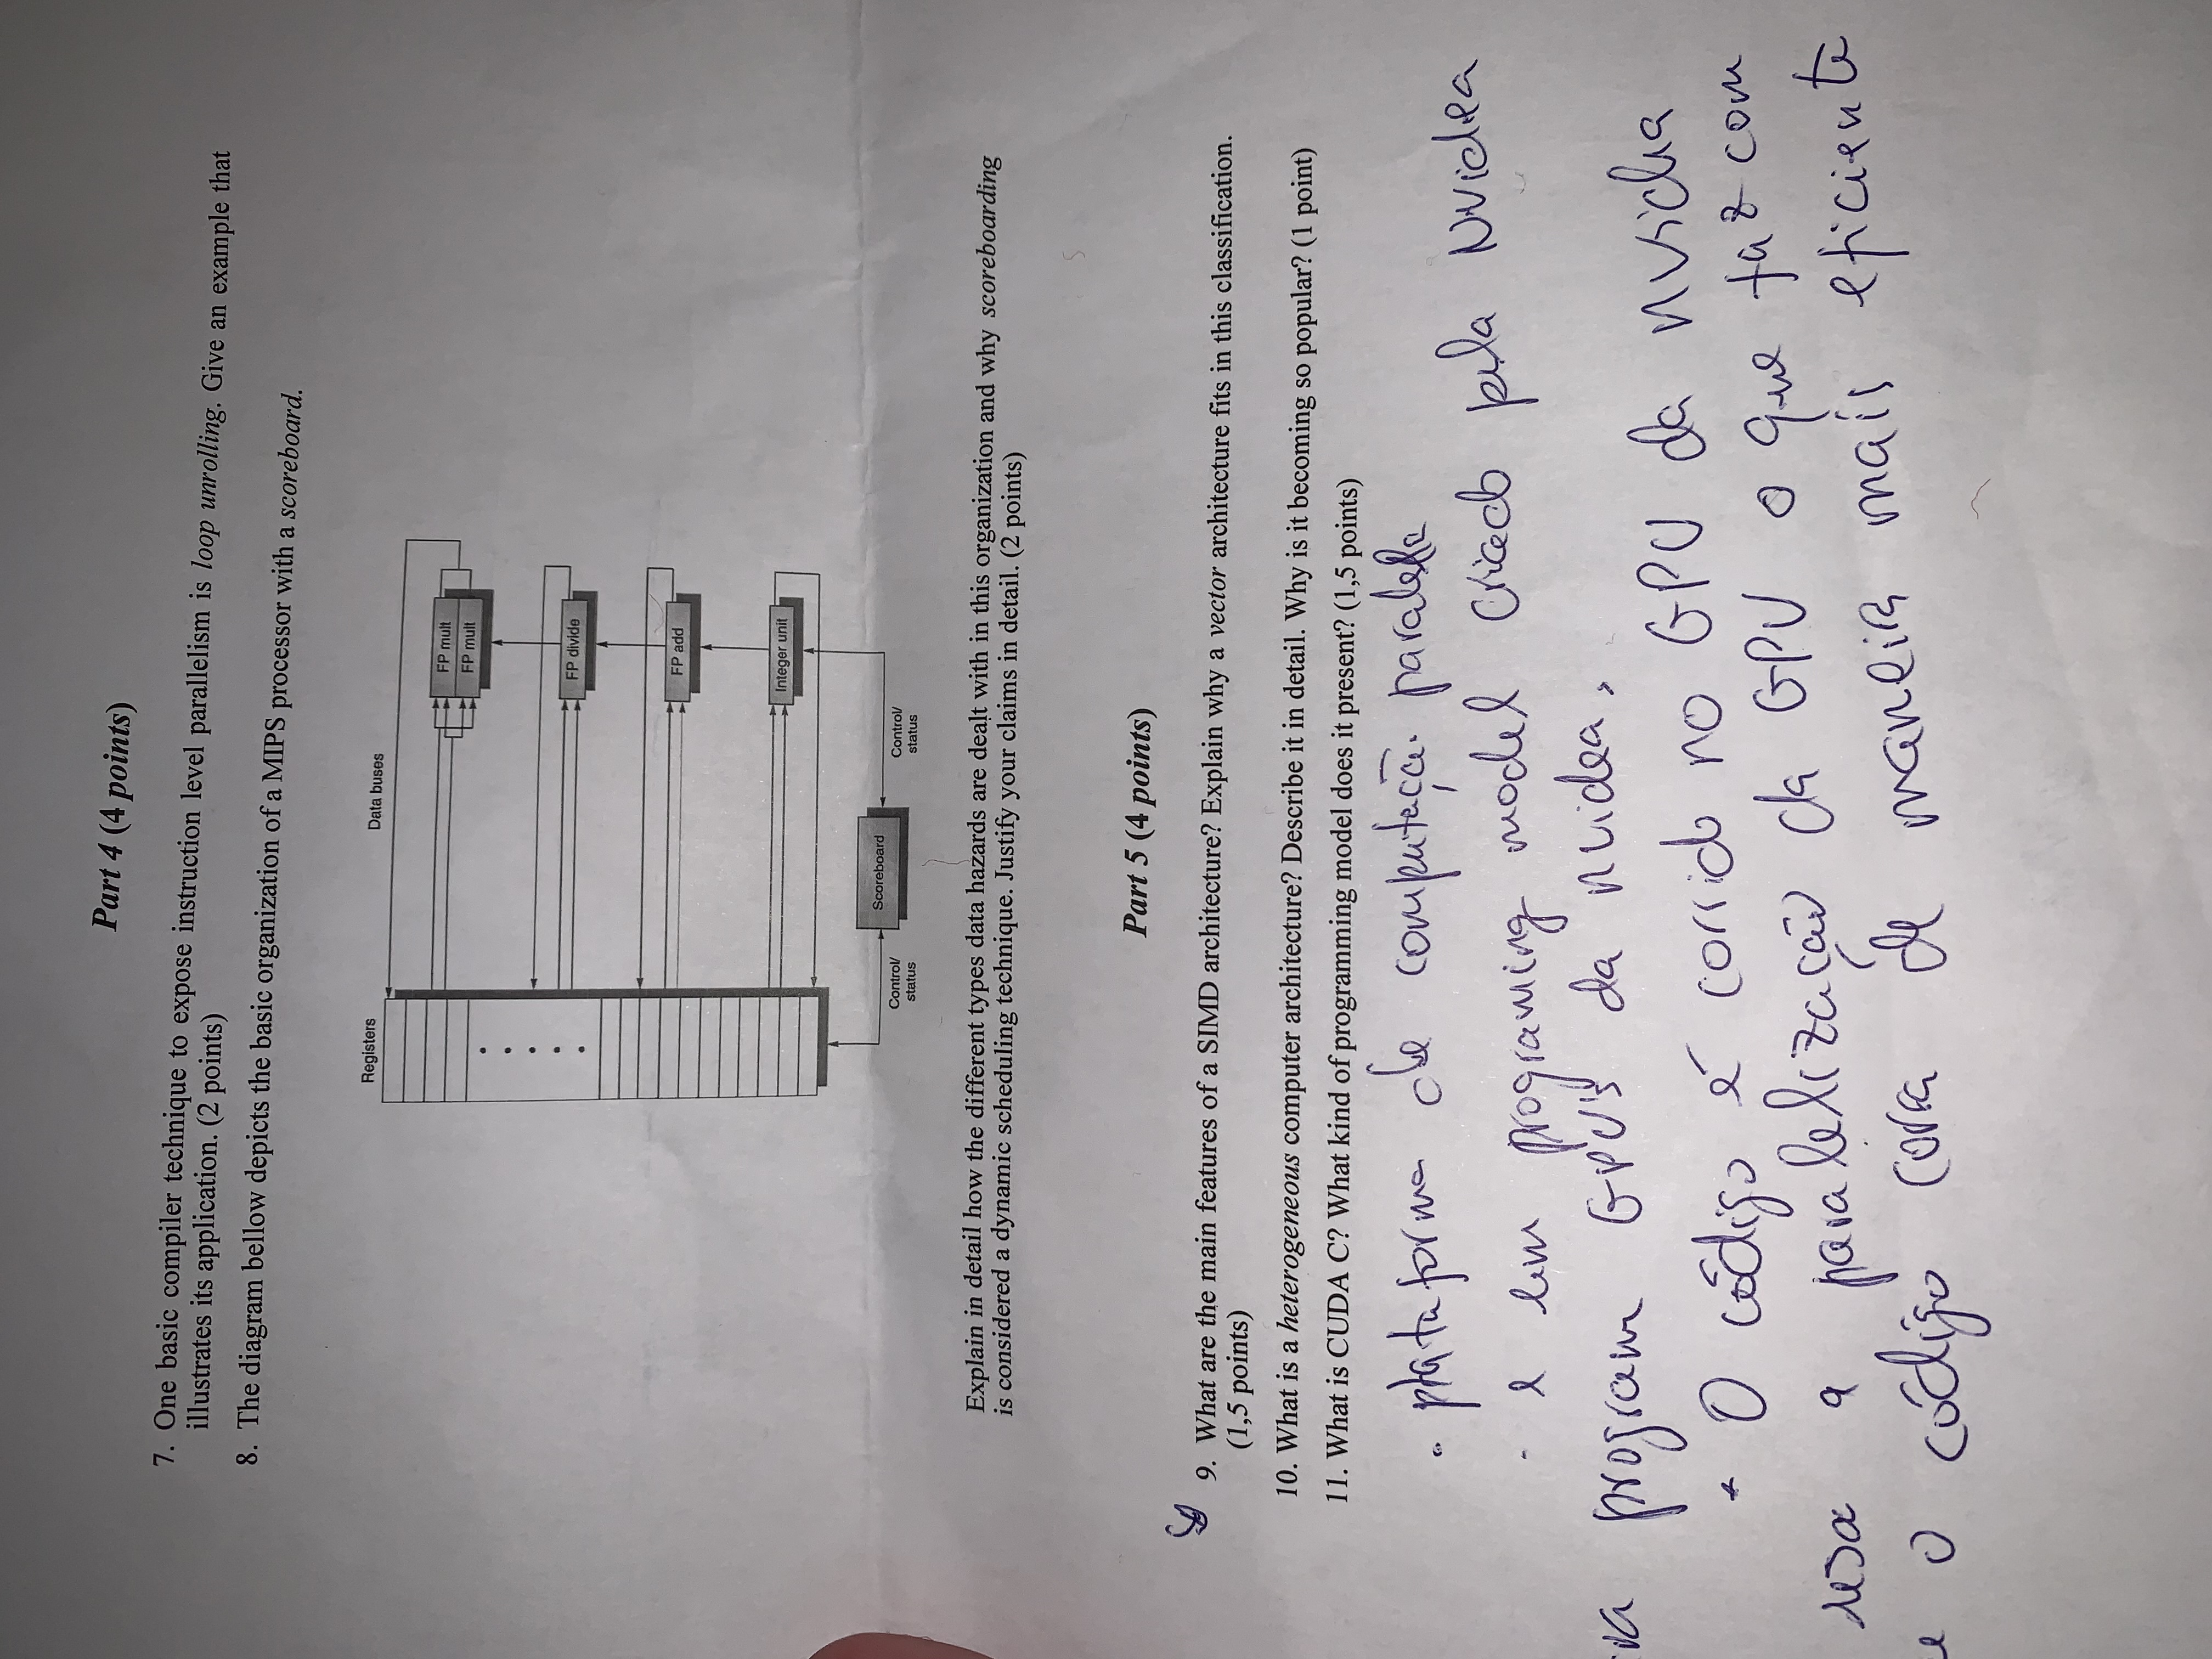 Part 4 (4 points)
7. One basic compiler technique to expose instruction level parallelism is loop unrolling. Give an example that
illustrates its application. (2 points)
8. The diagram bellow depicts the basic organization of a MIPS processor with a scoreboard.
Registers
Data buses
FP mult
FP mult
FP divide
FP add
Integer unit
Scoreboard
Control/
status
Control/
status
Explain in detail how the different types data hazards are dealt with in this organization and why scoreboarding
is considered a dynamic scheduling technique. Justify your claims in detail. (2 points)
Part 5 (4 points)
9. What are the main features of a SIMD architecture? Explain why a vector architecture fits in this classification.
(1,5 points)
10. What is a heterogeneous computer architecture? Describe it in detail. Why is it becoming so popular? (1 point)
11. What is CUDA C? What kind of programming model does it present? (1,5 points)
• plataforma de computação paralela
- e um programing model criado pela Nvidea
program GPU's da nvidea.
• O código é corrido no GPU da nvidia
usa a paralelização da GPU o que faz com
o código corra de maneira mais eficiente